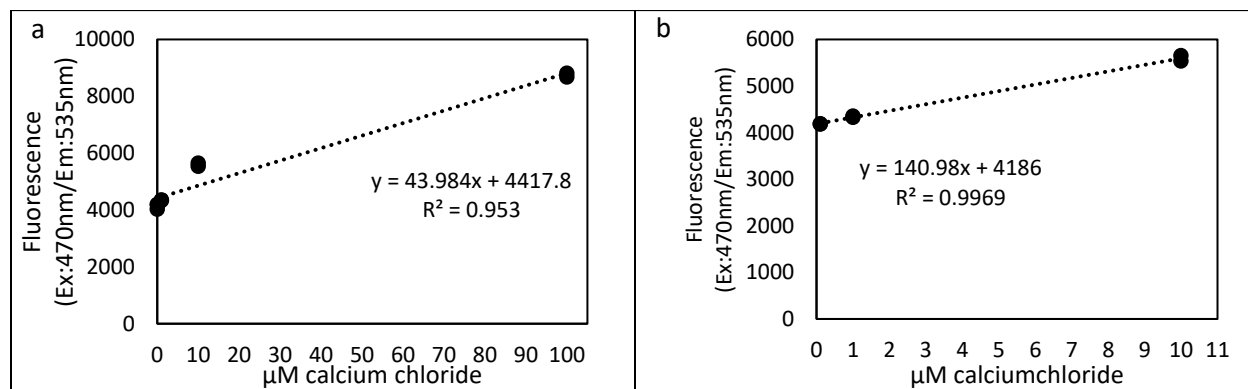 a
10000
8000
6000
4000
2000
0
Fluorescence
(Ex:470nm/Em:535nm)
y = 43.984x + 4417.8
R² = 0.953
0 10 20 30 40 50 60 70 80 90 100
µM calcium chloride
b
6000
5000
4000
3000
2000
1000
0
Fluorescence
(Ex:470nm/Em:535nm)
y = 140.98x + 4186
R² = 0.9969
0 1 2 3 4 5 6 7 8 9 10 11
µM calciumchloride